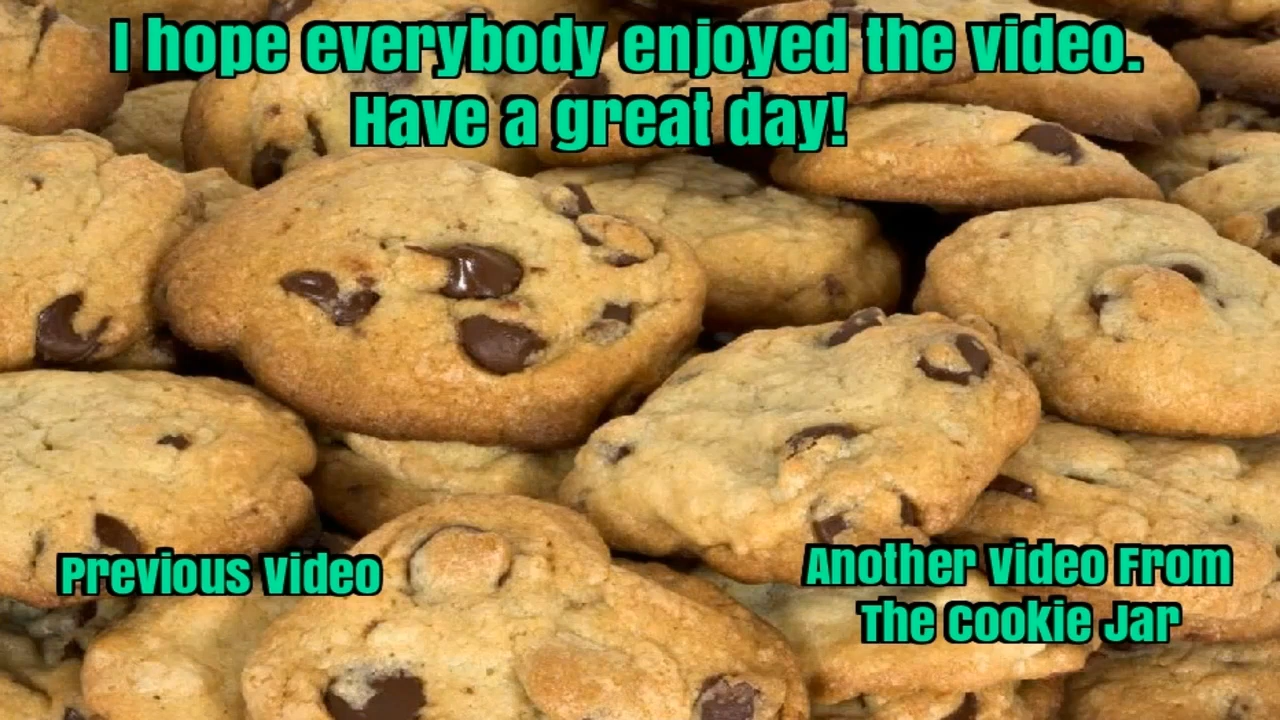 I hope everybody enjoyed the video.
Have a great day!
Previous Video
Another Video From
The Cookie Jar